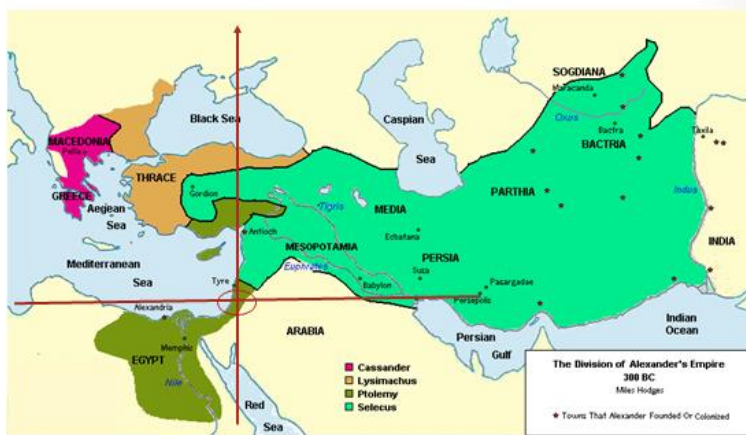 SOGDIANA
Maracanda
Oxus
Black Sea
Caspian
Sea
Bactra
BACTRIA
Taxila
MACEDONIA
Pella
THRACE
Gordion
PARTHIA
Indus
GREECE
Aegean
Sea
Tigris
MEDIA
Antioch
Ecbatana
INDIA
MESOPOTAMIA
PERSIA
Mediterranean
Sea
Euphrates
Tyre
Babylon
Suza
Pasargadae
Persepolis
Alexandria
ARABIA
Persian
Gulf
Indian
Ocean
EGYPT
Memphis
Nile
Red
Sea
Cassander
Lysimachus
Ptolemy
Selecus
The Division of Alexander's Empire
300 BC
Miles Hodges
Towns That Alexander Founded Or Colonized